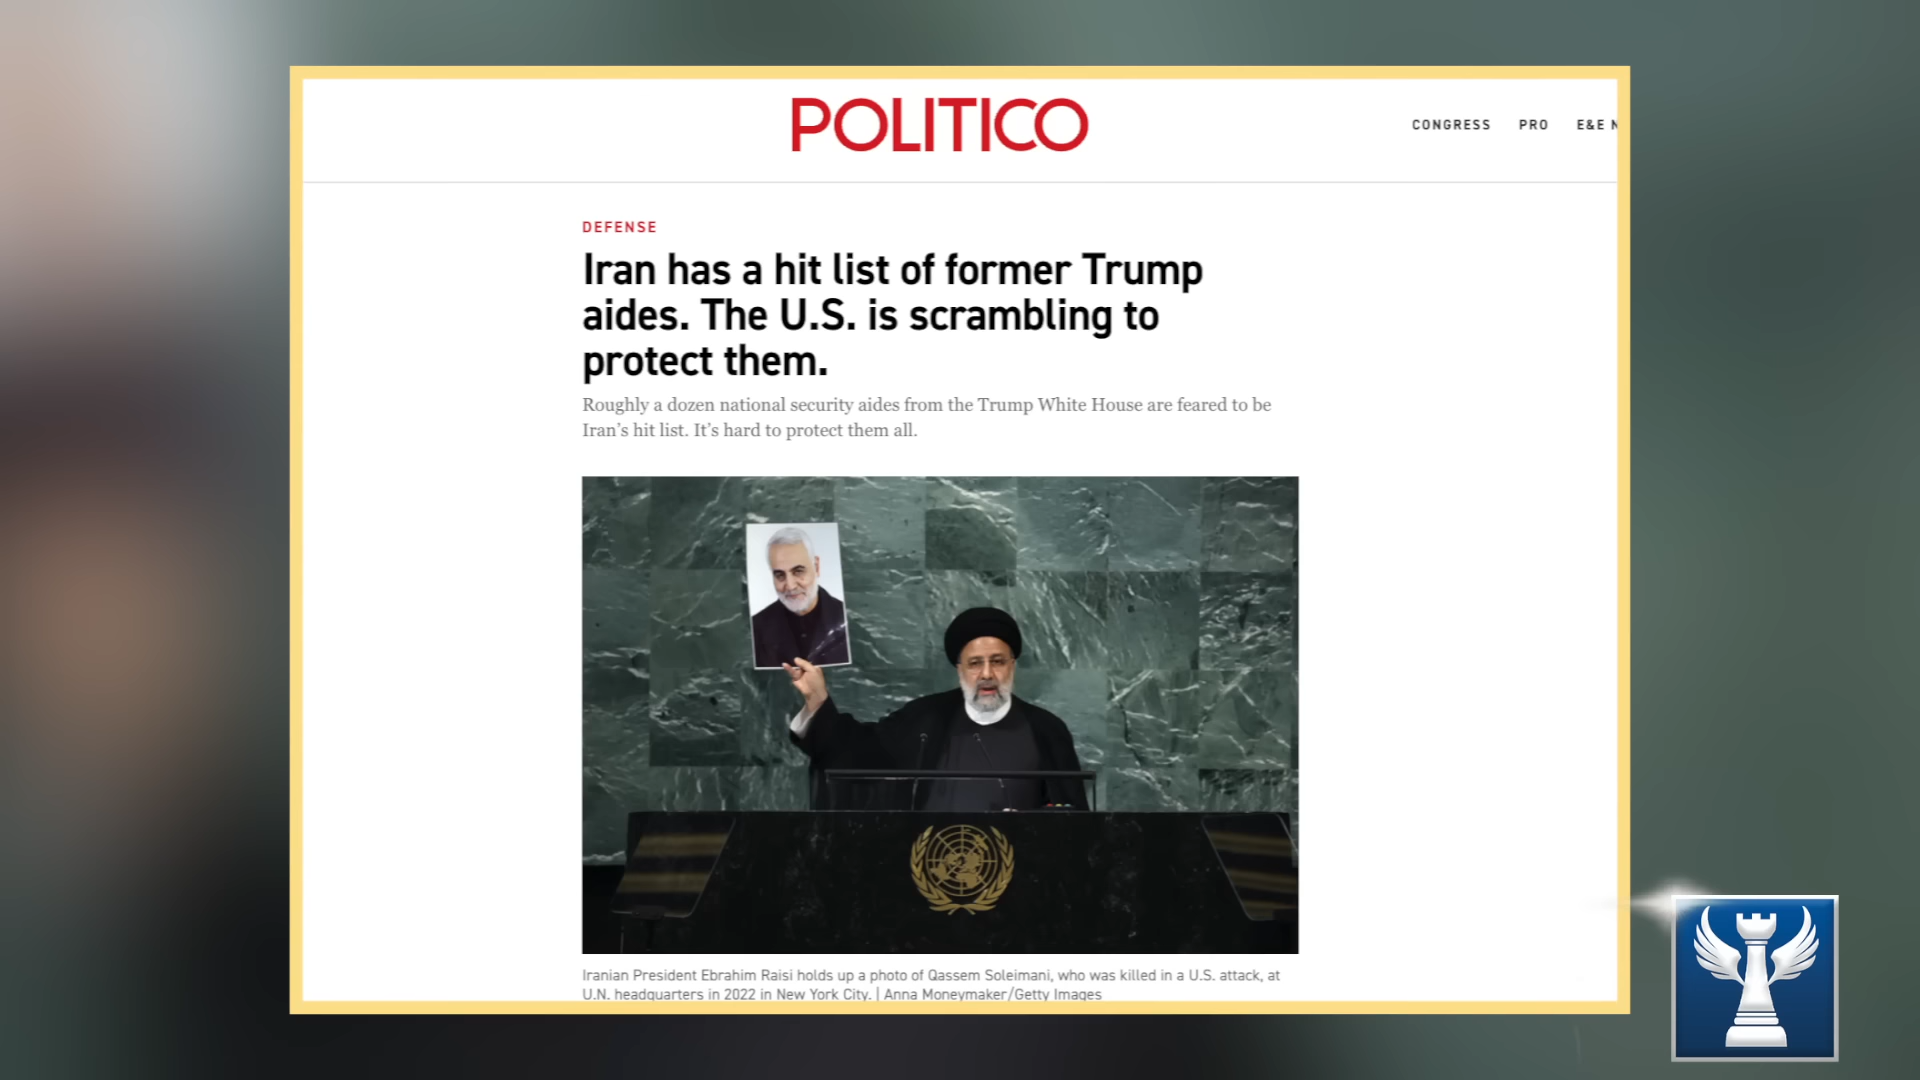 POLITICO
CONGRESS PRO E&E
DEFENSE
Iran has a hit list of former Trump
aides. The U.S. is scrambling to
protect them.
Roughly a dozen national security aides from the Trump White House are feared to be
Iran's hit list. It's hard to protect them all.
Iranian President Ebrahim Raisi holds up a photo of Qassem Soleimani, who was killed in a U.S. attack, at
U.N. headquarters in 2022 in New York City. | Anna Moneymaker/Getty Images